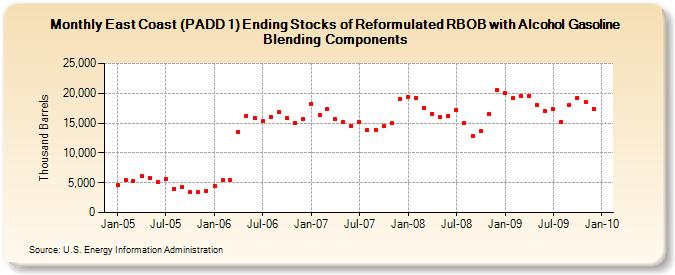 Monthly East Coast (PADD 1) Ending Stocks of Reformulated RBOB with Alcohol Gasoline
Blending Components
Thousand Barrels
25,000
20,000
15,000
10,000
5,000
0
Jan-05 Jul-05 Jan-06 Jul-06 Jan-07 Jul-07 Jan-08 Jul-08 Jan-09 Jul-09 Jan-10
Source: U.S. Energy Information Administration